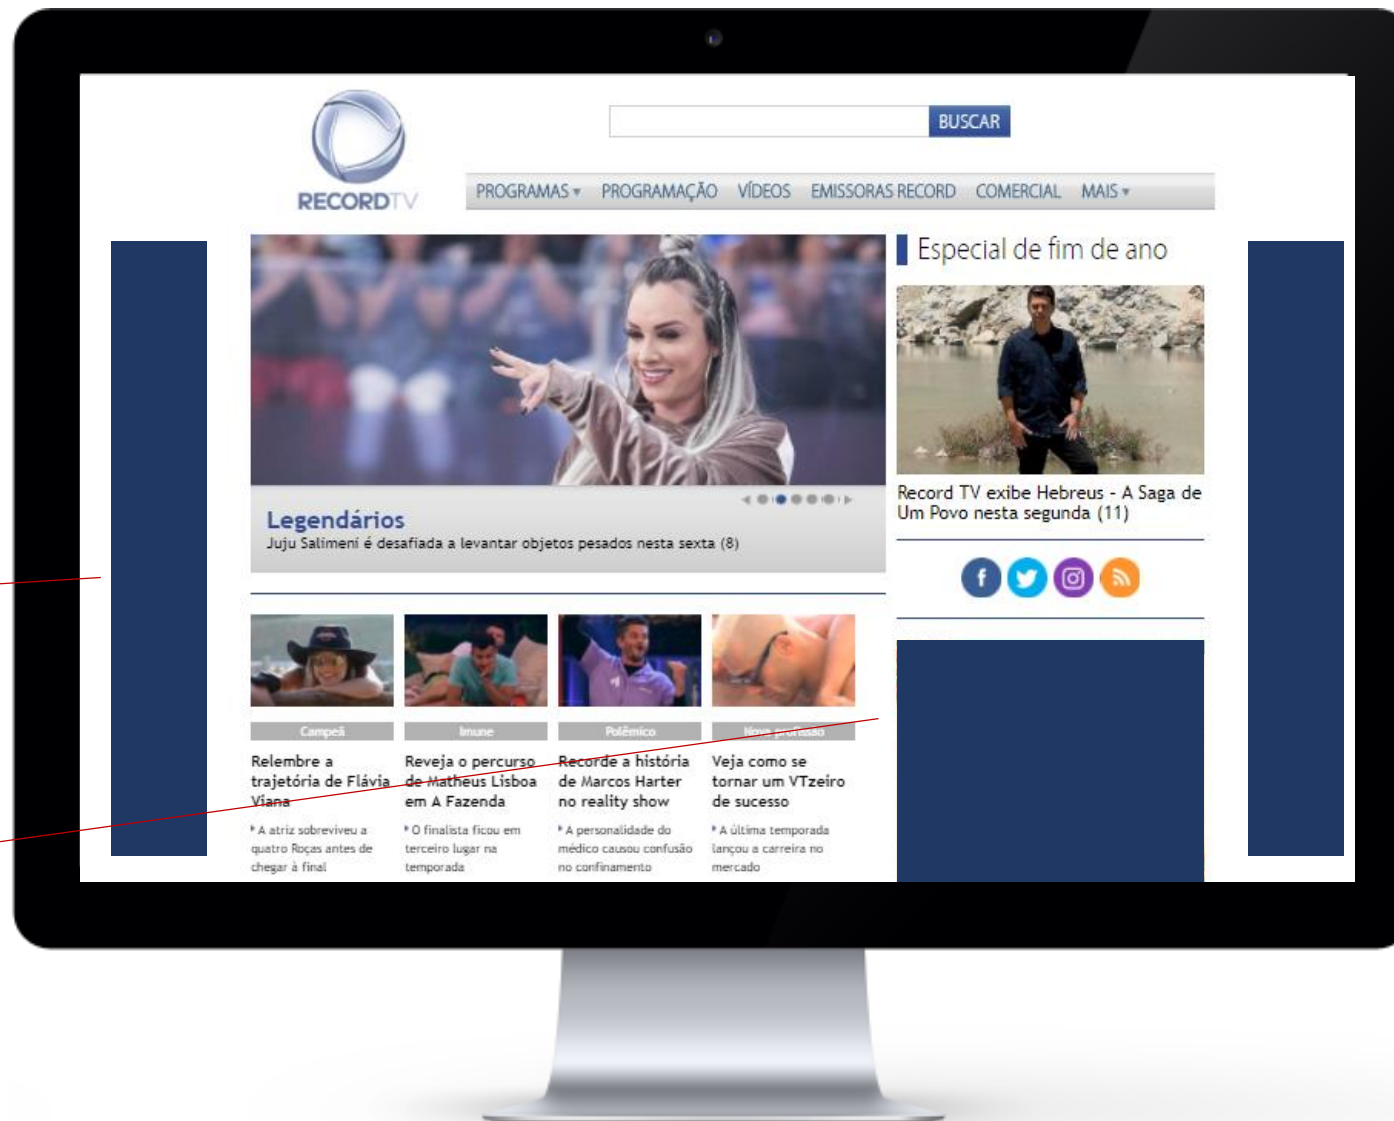 RECORDTV
BUSCAR
PROGRAMAS PROGRAMAÇÃO VÍDEOS EMISSORAS RECORD COMERCIAL MAIS
Legendários
Juju Salimeni é desafiada a levantar objetos pesados nesta sexta (8)
Especial de fim de ano
Record TV exibe Hebreus - A Saga de
Um Povo nesta segunda (11)
Campeã
Relembre a
trajetória de Flávia
Viana
A atriz sobreviveu a
quatro Roças antes de
chegar à final
Imune
Reveja o percurso
de Matheus Lisboa
em A Fazenda
O finalista ficou em
terceiro lugar na
temporada
Polêmico
Recorde a história
de Marcos Harter
no reality show
A personalidade do
médico causou confusão
no confinamento
Nova profissão
Veja como se
tornar um VTzeiro
de sucesso
A última temporada
lançou a carreira no
mercado